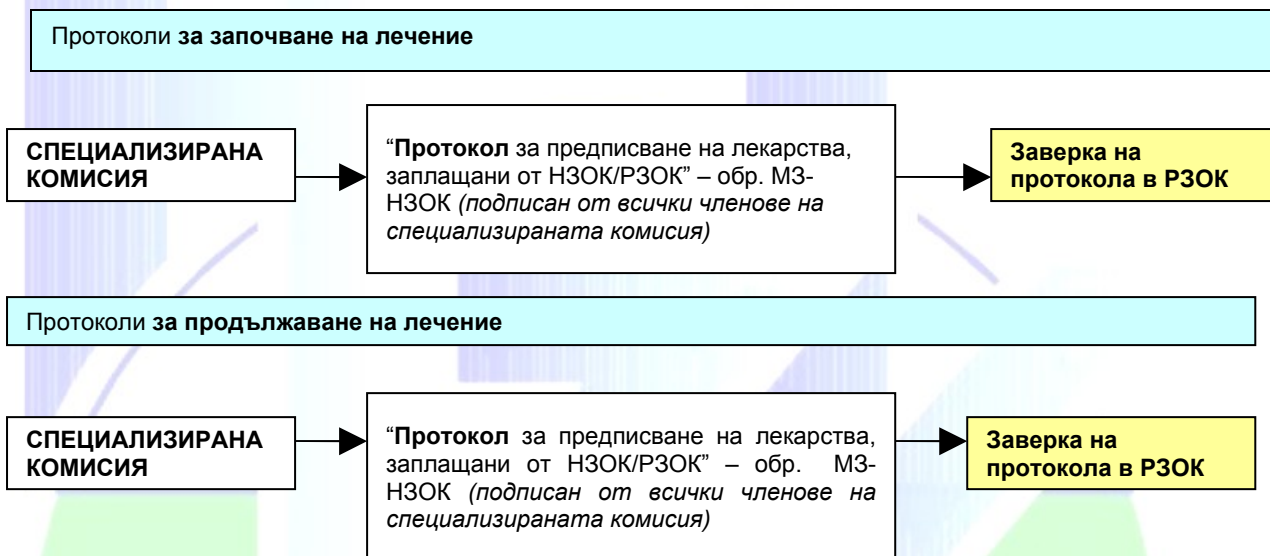 Протоколи за започване на лечение
СПЕЦИАЛИЗИРАНА
КОМИСИЯ
“Протокол за предписване на лекарства,
заплащани от НЗОК/РЗОК” – обр. МЗ-
НЗОК (подписан от всички членове на
специализираната комисия)
Заверка на
протокола в РЗОК
Протоколи за продължаване на лечение
СПЕЦИАЛИЗИРАНА
КОМИСИЯ
“Протокол за предписване на лекарства,
заплащани от НЗОК/РЗОК” – обр. МЗ-
НЗОК (подписан от всички членове на
специализираната комисия)
Заверка на
протокола в РЗОК